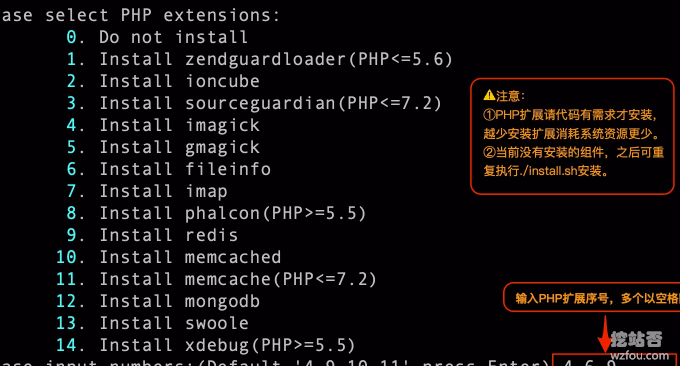 ase select PHP extensions:
0. Do not install
1. Install zendguardloader(PHP<=5.6)
2. Install ioncube
3. Install sourceguardian(PHP<=7.2)
4. Install imagick
5. Install gmagick
6. Install fileinfo
7. Install imap
8. Install phalcon(PHP>=5.5)
9. Install redis
10. Install memcached
11. Install memcache(PHP<=7.2)
12. Install mongodb
13. Install swoole
14. Install xdebug(PHP>=5.5)
ase input numbers:(Default '4 9 10 11' press Enter) 4 6 9
⚠注意：
①PHP扩展请代码有需求才安装，
越少安装扩展消耗系统资源更少。
②当前没有安装的组件，之后可重
复执行./install.sh安装。
输入PHP扩展序号，多个以空格
挖站否
wzfou.com